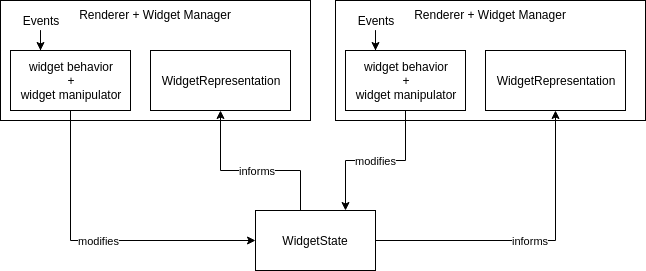 Renderer + Widget Manager
Events
widget behavior
+
widget manipulator
WidgetRepresentation
Renderer + Widget Manager
Events
widget behavior
+
widget manipulator
WidgetRepresentation
modifies
informs
modifies
WidgetState
informs